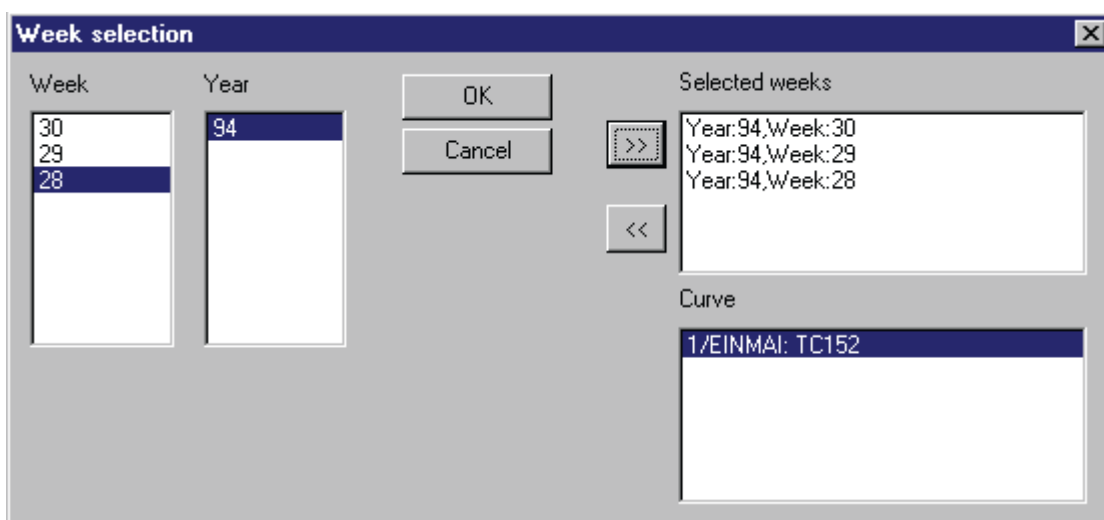 Week selection
Week
30
29
28
Year
94
OK
Cancel
>>
<<
Selected weeks
Year:94,Week:30
Year:94,Week:29
Year:94,Week:28
Curve
1/EINMAI: TC152